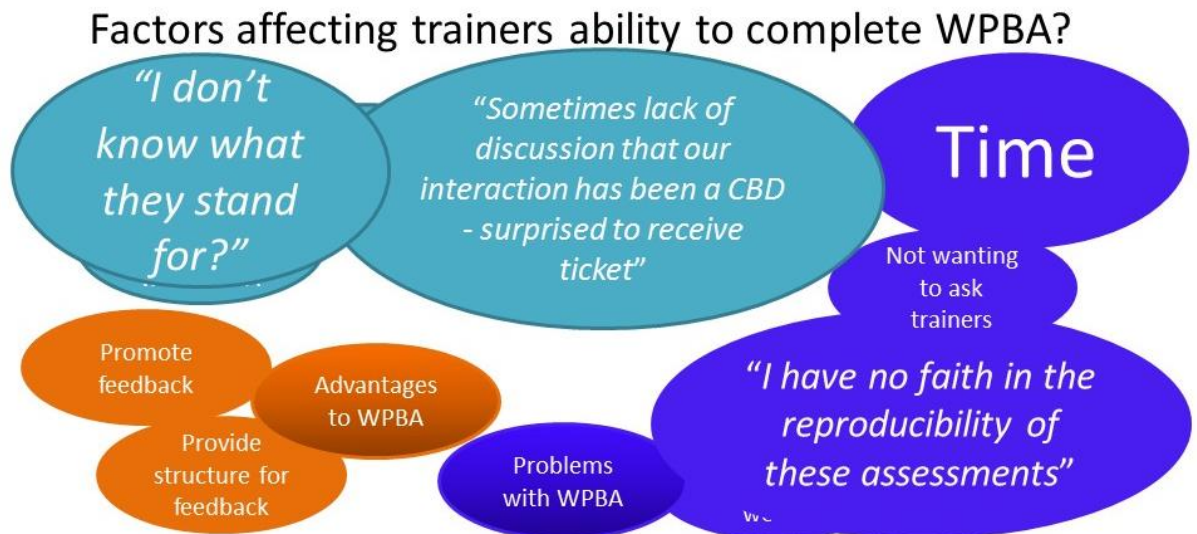 Factors affecting trainers ability to complete WPBA?
“I don’t
know what
they stand
for?”
“Sometimes lack of
discussion that our
interaction has been a CBD
- surprised to receive
ticket”
Time
Not wanting
to ask
trainers
Promote
feedback
Advantages
to WPBA
Provide
structure for
feedback
Problems
with WPBA
“I have no faith in the
reproducibility of
these assessments”